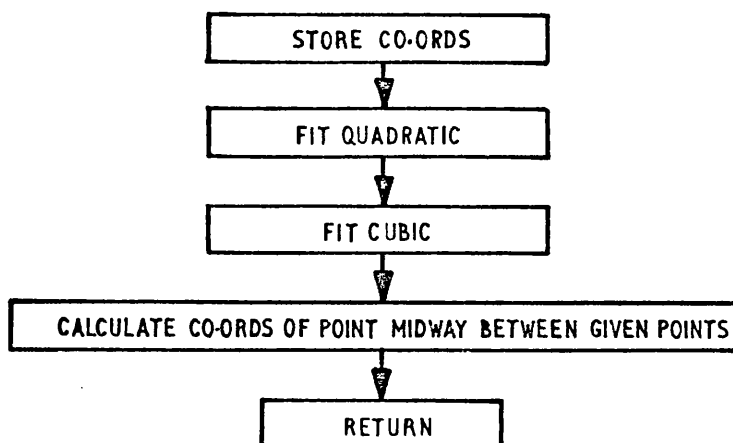 STORE CO-ORDS
FIT QUADRATIC
FIT CUBIC
CALCULATE CO-ORDS OF POINT MIDWAY BETWEEN GIVEN POINTS
RETURN